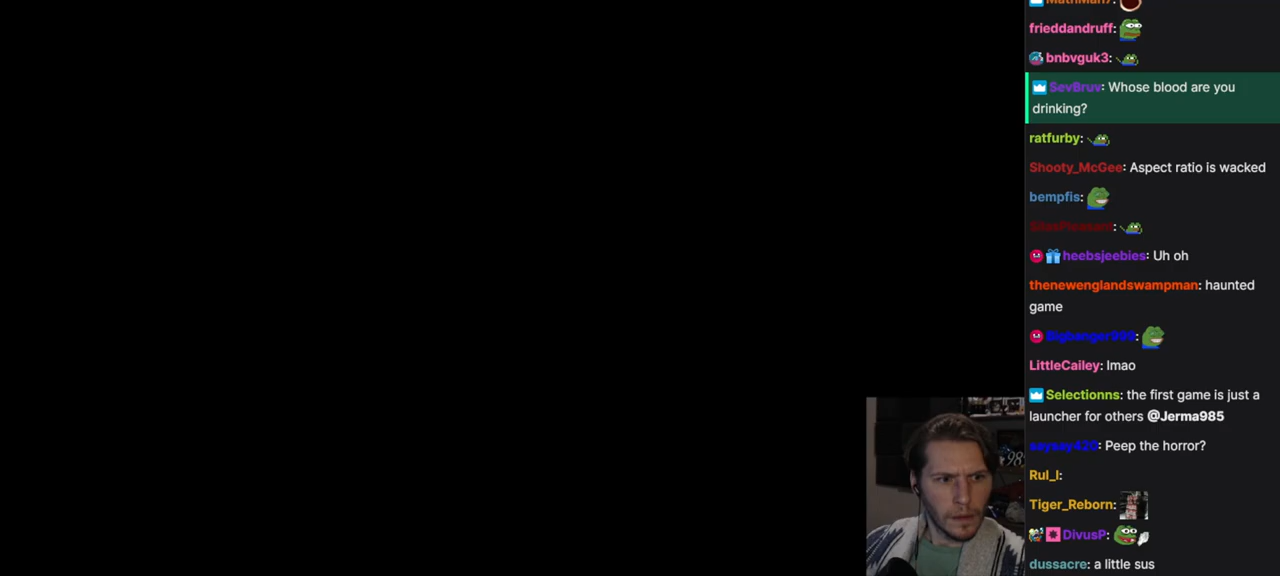 MathMan7:
frieddandruff:
bnbvguk3:
SevBruv: Whose blood are you
drinking?
ratfurby:
Shooty_McGee: Aspect ratio is wacked
bempfis:
heebsjeebies: Uh oh
thenewenglandswampman: haunted
game
LittleCailey: lmao
Selectionns: the first game is just a
launcher for others @Jerma985
saysay420: Peep the horror?
Rul_l:
Tiger_Reborn:
DivusP:
dussacre: a little sus